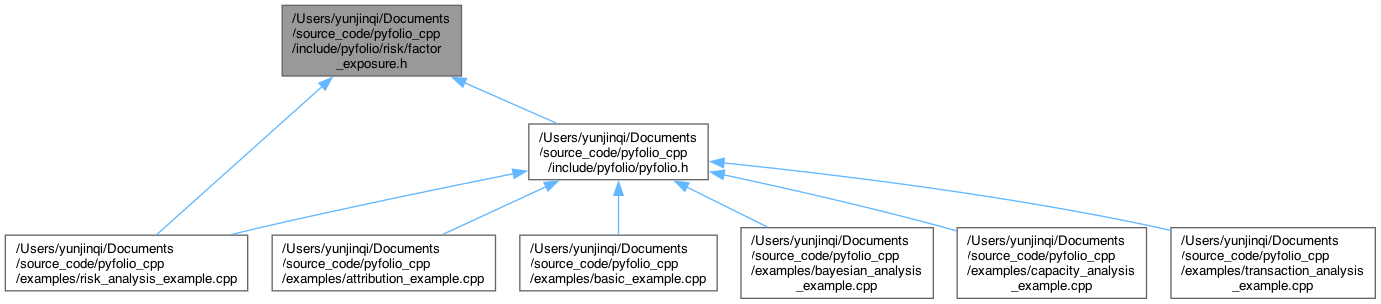 /Users/yunjinqi/Documents
/source_code/pyfolio_cpp
/include/pyfolio/risk/factor
_exposure.h
/Users/yunjinqi/Documents
/source_code/pyfolio_cpp
/include/pyfolio/pyfolio.h
/Users/yunjinqi/Documents
/source_code/pyfolio_cpp
/examples/risk_analysis_example.cpp
/Users/yunjinqi/Documents
/source_code/pyfolio_cpp
/examples/attribution_example.cpp
/Users/yunjinqi/Documents
/source_code/pyfolio_cpp
/examples/basic_example.cpp
/Users/yunjinqi/Documents
/source_code/pyfolio_cpp
/examples/bayesian_analysis
_example.cpp
/Users/yunjinqi/Documents
/source_code/pyfolio_cpp
/examples/capacity_analysis
_example.cpp
/Users/yunjinqi/Documents
/source_code/pyfolio_cpp
/examples/transaction_analysis
_example.cpp